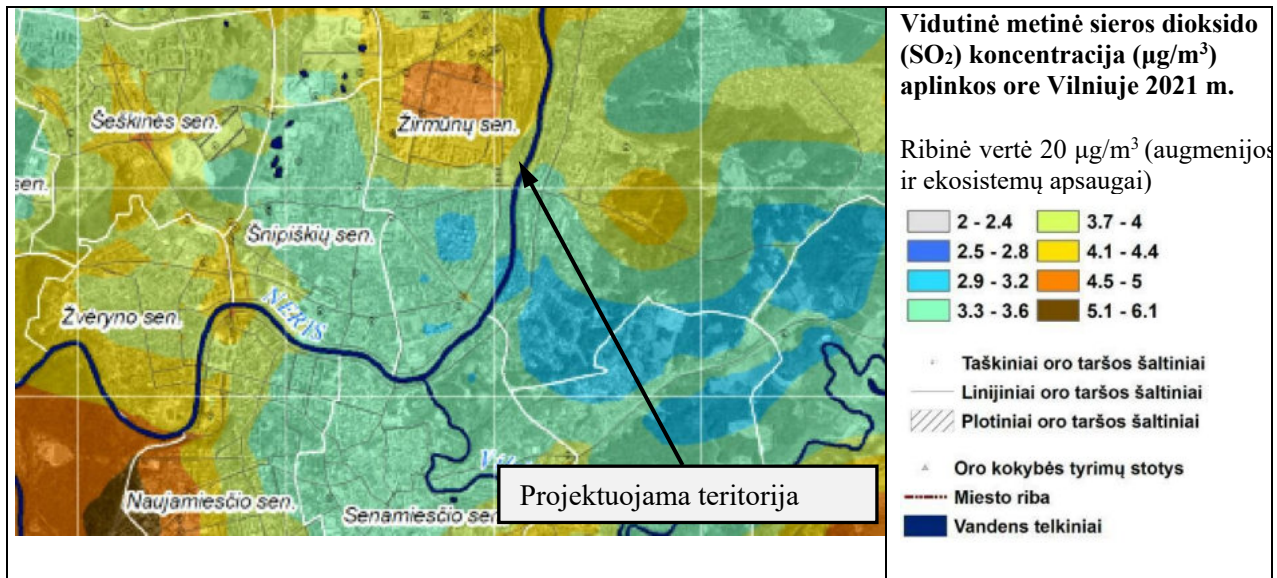 Šeškinės sen.
Žirmūnų sen.
sen.
Šnipiškių sen.
Žvėryno sen.
NERIS
Naujamiesčio sen.
Senamiesčio sen
Projektuojama teritorija
Vidutinė metinė sieros dioksido
(SO₂) koncentracija (µg/m³)
aplinkos ore Vilniuje 2021 m.
Ribinė vertė 20 µg/m³ (augmenijos
ir ekosistemų apsaugai)
2 - 2.4
3.7 - 4
2.5 - 2.8
4.1 - 4.4
2.9 - 3.2
4.5 - 5
3.3 - 3.6
5.1 - 6.1
Taškiniai oro taršos šaltiniai
Linijiniai oro taršos šaltiniai
Plotiniai oro taršos šaltiniai
Oro kokybės tyrimų stotys
Miesto riba
Vandens telkiniai